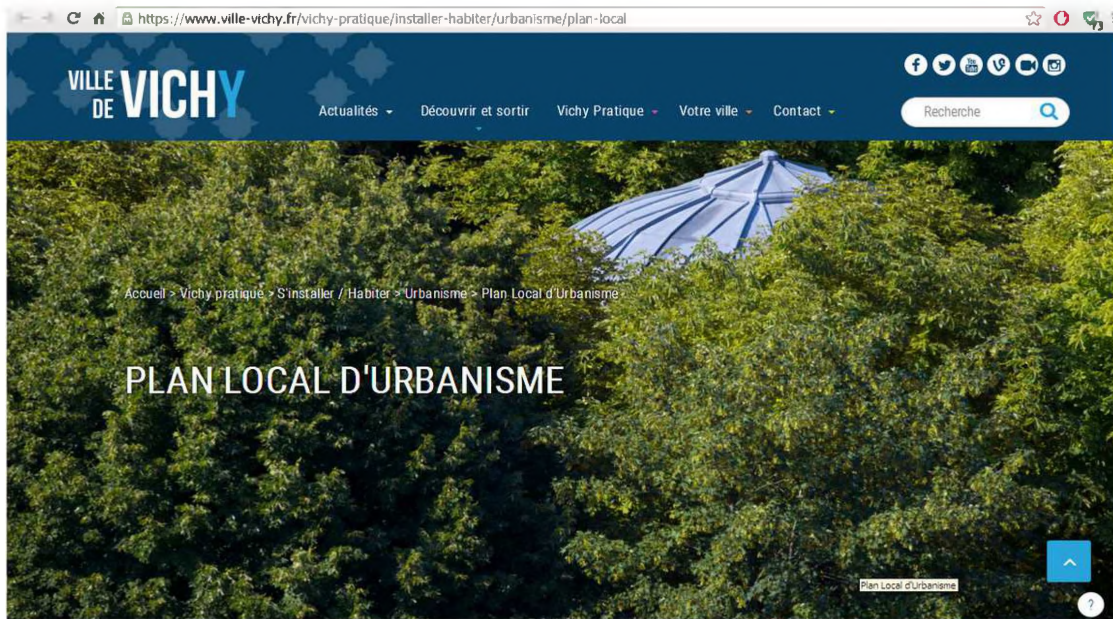 https://www.ville-vichy.fr/vichy-pratique/installer-habiter/urbanisme/plan-local
VILLE DE VICHY
Actualités Découvrir et sortir Vichy Pratique Votre ville Contact
Recherche
Accueil > Vichy pratique > S'installer / Habiter > Urbanisme > Plan Local d'Urbanisme
PLAN LOCAL D'URBANISME
Plan Local d'Urbanisme
?